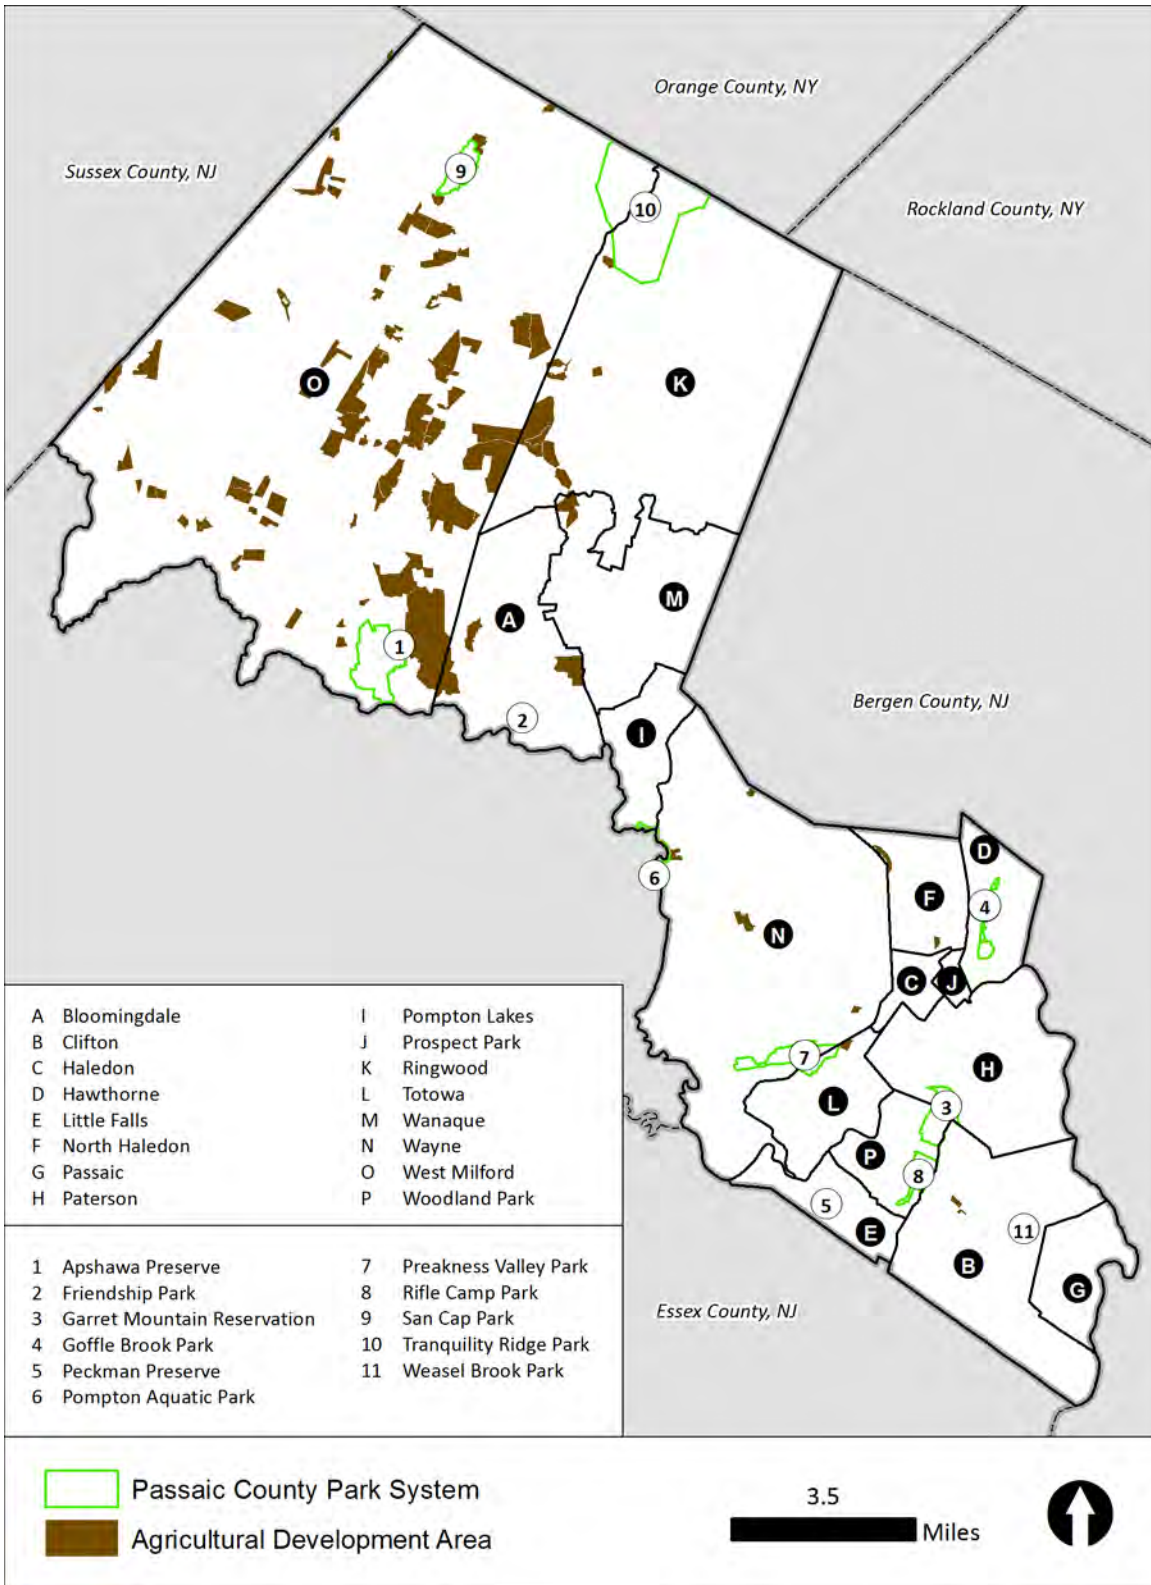 Orange County, NY
Sussex County, NJ
9
10
Rockland County, NY
O
K
M
A
1
2
I
Bergen County, NJ
6
D
F
4
N
C
J
7
H
L
3
P
8
5
E
11
B
G
Essex County, NJ
A Bloomingdale
B Clifton
C Haledon
D Hawthorne
E Little Falls
F North Haledon
G Passaic
H Paterson
I Pompton Lakes
J Prospect Park
K Ringwood
L Totowa
M Wanaque
N Wayne
O West Milford
P Woodland Park
1 Apshawa Preserve
2 Friendship Park
3 Garret Mountain Reservation
4 Goffle Brook Park
5 Peckman Preserve
6 Pompton Aquatic Park
7 Preakness Valley Park
8 Rifle Camp Park
9 San Cap Park
10 Tranquility Ridge Park
11 Weasel Brook Park
Passaic County Park System
Agricultural Development Area
3.5
Miles